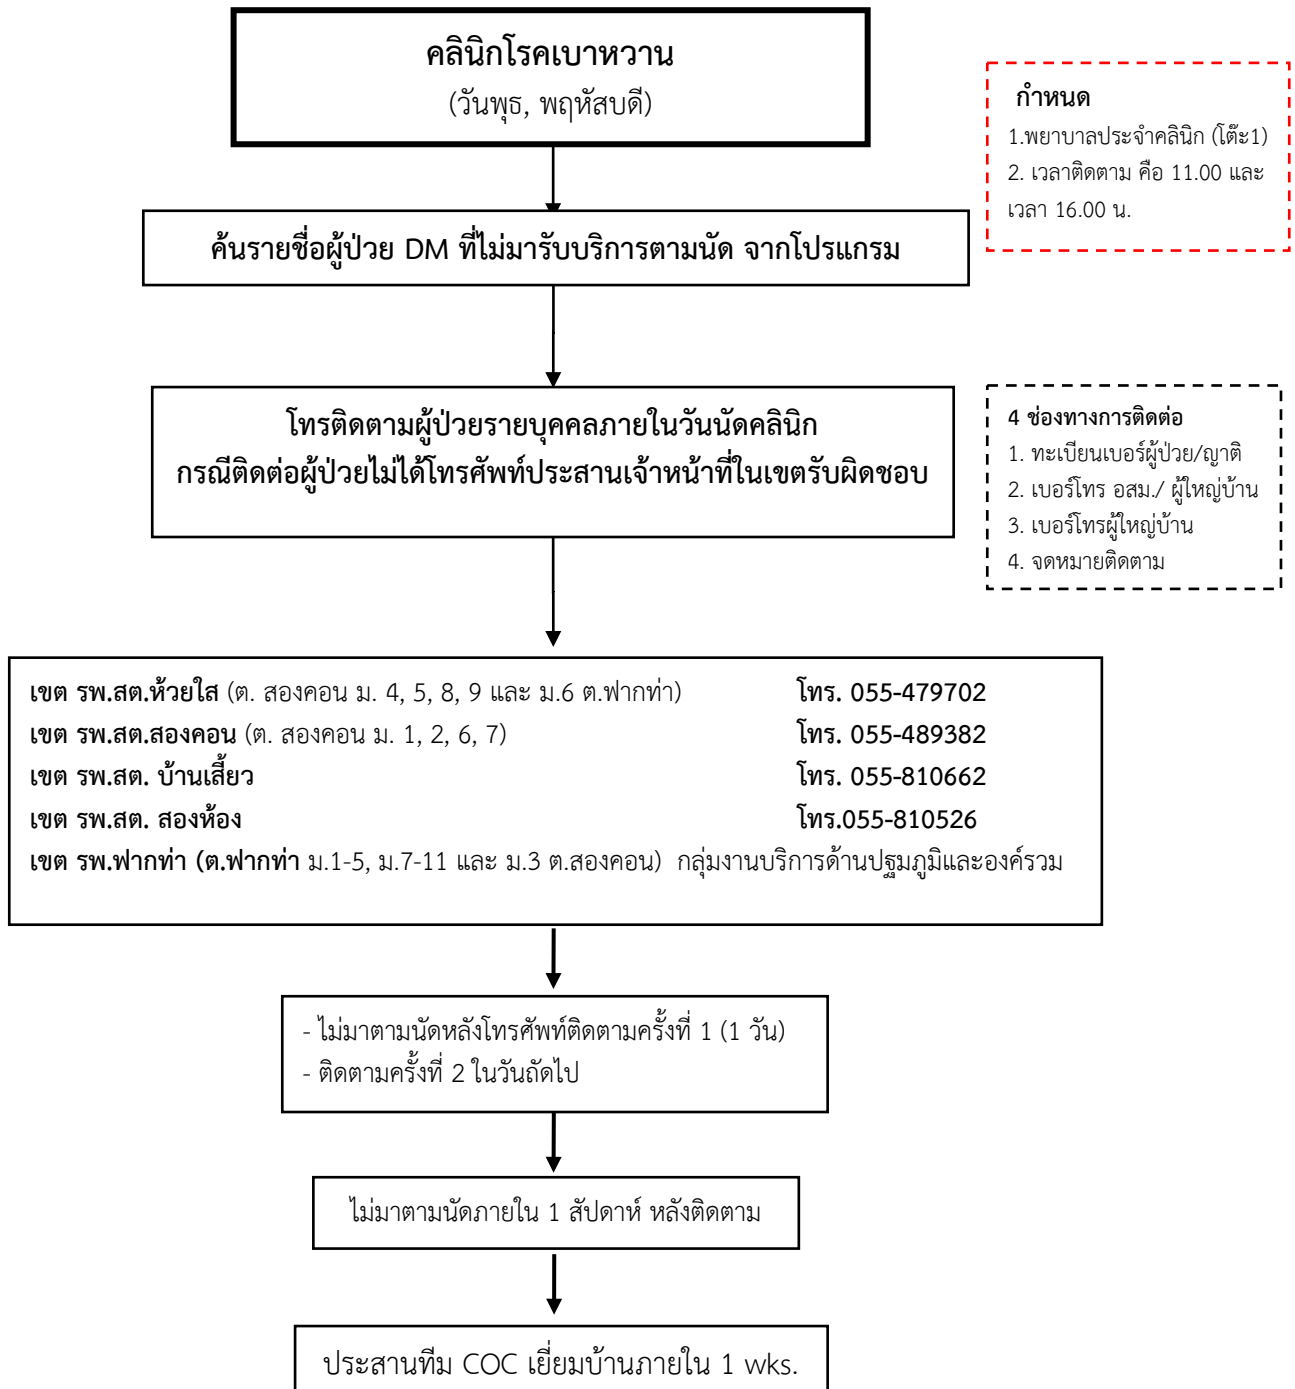 คลินิกโรคเบาหวาน
(วันพุธ, พฤหัสบดี)
กำหนด
1.พยาบาลประจำคลินิก (โต๊ะ1)
2. เวลาติดตาม คือ 11.00 และ
เวลา 16.00 น.
ค้นรายชื่อผู้ป่วย DM ที่ไม่มารับบริการตามนัด จากโปรแกรม
โทรติดตามผู้ป่วยรายบุคคลภายในวันนัดคลินิก
กรณีติดต่อผู้ป่วยไม่ได้โทรศัพท์ประสานเจ้าหน้าที่ในเขตรับผิดชอบ
4 ช่องทางการติดต่อ
1. ทะเบียนเบอร์ผู้ป่วย/ญาติ
2. เบอร์โทร อสม./ ผู้ใหญ่บ้าน
3. เบอร์โทรผู้ใหญ่บ้าน
4. จดหมายติดตาม
เขต รพ.สต.ห้วยใส (ต. สองคอน ม. 4, 5, 8, 9 และ ม.6 ต.ฟากท่า) โทร. 055-479702
เขต รพ.สต.สองคอน (ต. สองคอน ม. 1, 2, 6, 7) โทร. 055-489382
เขต รพ.สต. บ้านเสี้ยว โทร. 055-810662
เขต รพ.สต. สองห้อง โทร.055-810526
เขต รพ.ฟากท่า (ต.ฟากท่า ม.1-5, ม.7-11 และ ม.3 ต.สองคอน) กลุ่มงานบริการด้านปฐมภูมิและองค์รวม
- ไม่มาตามนัดหลังโทรศัพท์ติดตามครั้งที่ 1 (1 วัน)
- ติดตามครั้งที่ 2 ในวันถัดไป
ไม่มาตามนัดภายใน 1 สัปดาห์ หลังติดตาม
ประสานทีม COC เยี่ยมบ้านภายใน 1 wks.